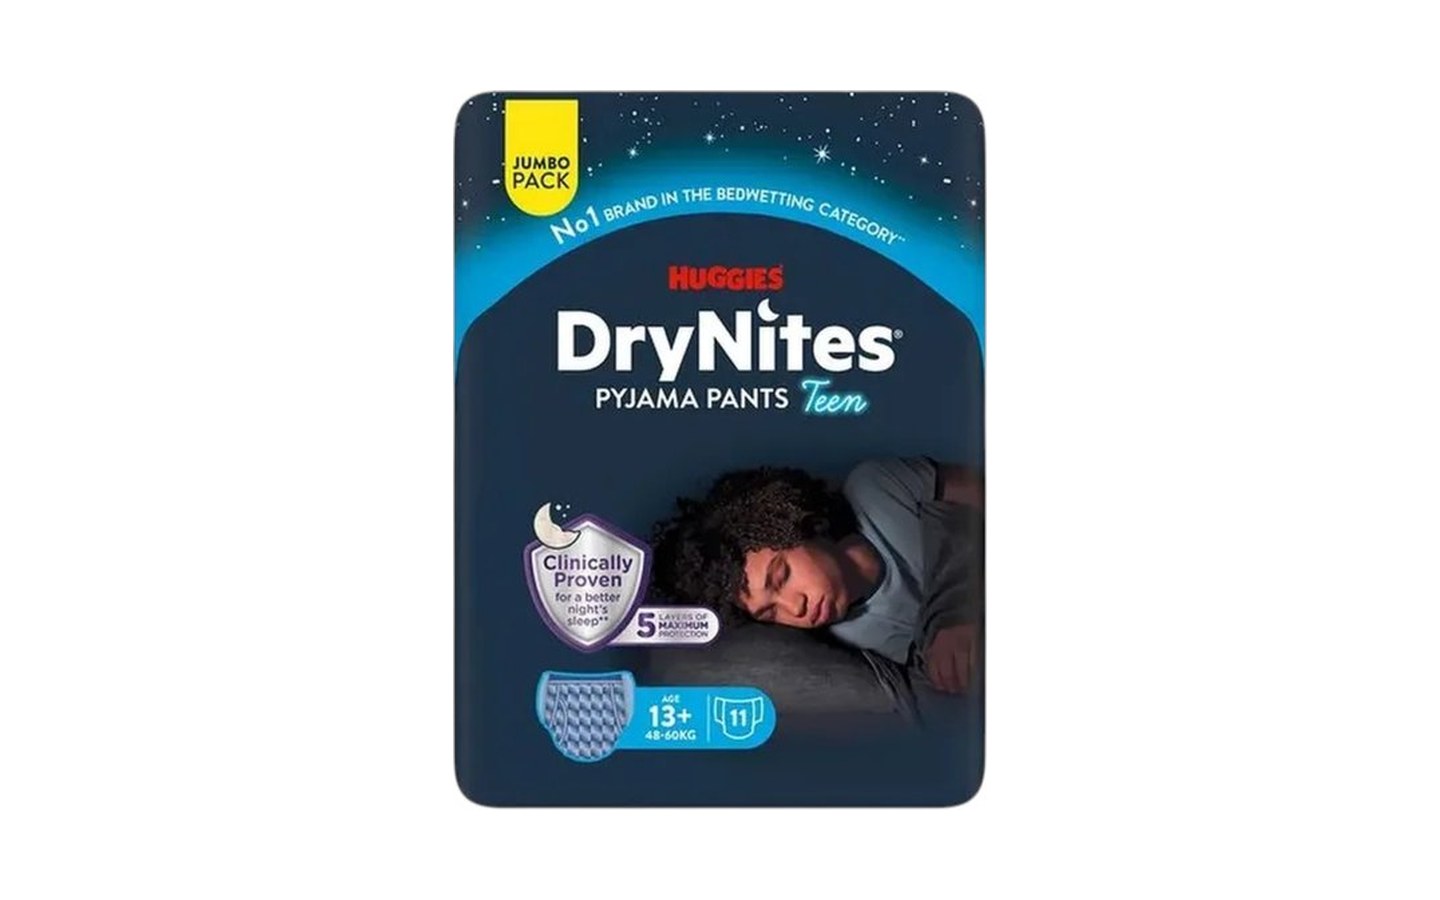 JUMBO
PACK
No1 BRAND IN THE BEDWETTING CATEGORY**
HUGGIES®
DryNites®
PYJAMA PANTS Teen
Clinically
Proven
for a better
night's
sleep**
5 LAYERS OF
MAXIMUM
PROTECTION
AGE
13+
48-60KG
11